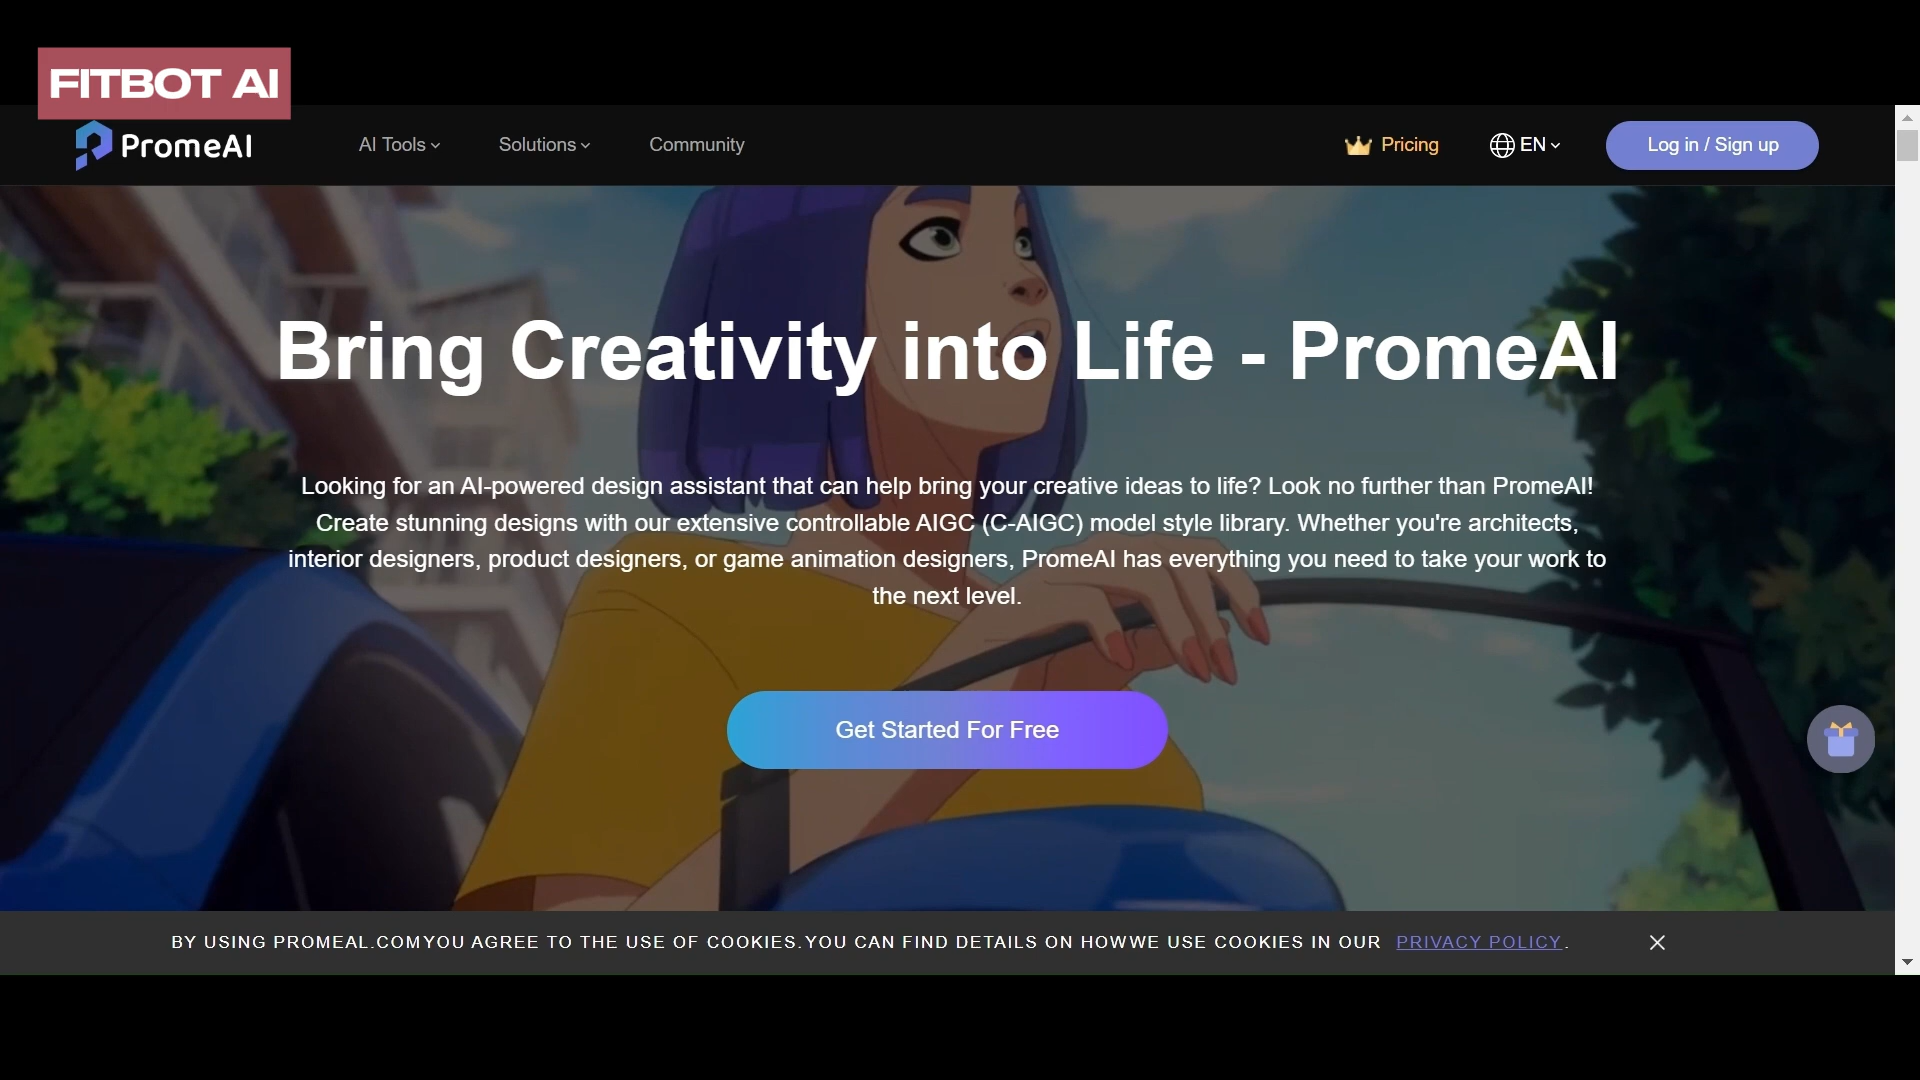 FITBOT AI
PromeAI
AI Tools
Solutions
Community
Pricing
EN
Log in / Sign up
Bring Creativity into Life - PromeAI
Looking for an AI-powered design assistant that can help bring your creative ideas to life? Look no further than PromeAI!
Create stunning designs with our extensive controllable AIGC (C-AIGC) model style library. Whether you're architects,
interior designers, product designers, or game animation designers, PromeAI has everything you need to take your work to
the next level.
Get Started For Free
BY USING PROMEAL.COMYOU AGREE TO THE USE OF COOKIES.YOU CAN FIND DETAILS ON HOWWE USE COOKIES IN OUR PRIVACY POLICY.